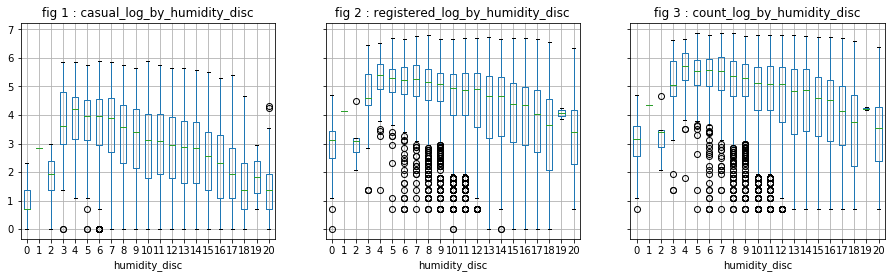 fig 1 : casual_log_by_humidity_disc
fig 2 : registered_log_by_humidity_disc
fig 3 : count_log_by_humidity_disc
7
6
5
4
3
2
1
0
0 1 2 3 4 5 6 7 8 9 10 11 12 13 14 15 16 17 18 19 20
0 1 2 3 4 5 6 7 8 9 10 11 12 13 14 15 16 17 18 19 20
0 1 2 3 4 5 6 7 8 9 10 11 12 13 14 15 16 17 18 19 20
humidity_disc
humidity_disc
humidity_disc